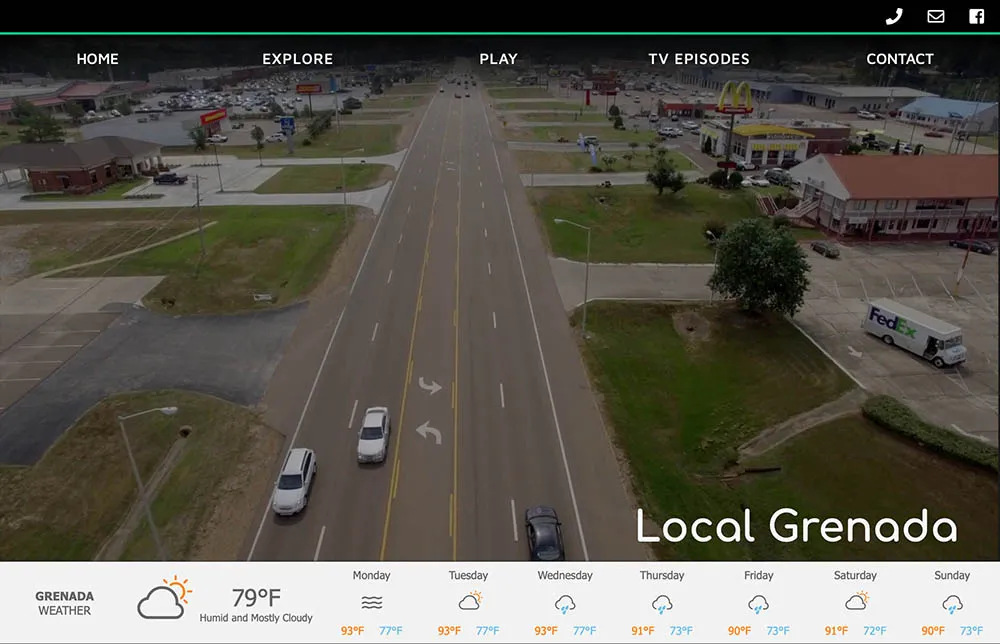 HOME EXPLORE PLAY TV EPISODES CONTACT
FedEx
Local Grenada
Monday Tuesday Wednesday Thursday Friday Saturday Sunday
GRENADA
WEATHER
79°F
Humid and Mostly Cloudy
93°F 77°F 93°F 77°F 93°F 77°F 91°F 73°F 90°F 73°F 91°F 72°F 90°F 73°F